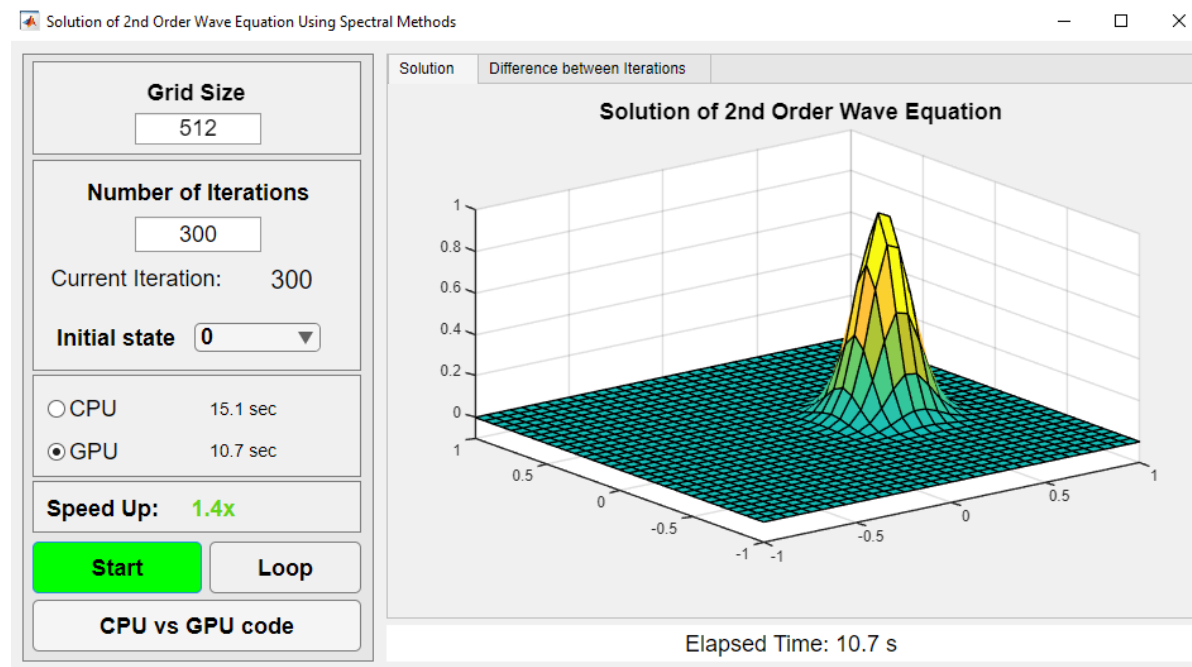 Solution of 2nd Order Wave Equation Using Spectral Methods
Grid Size
512
Number of Iterations
300
Current Iteration: 300
Initial state 0
CPU 15.1 sec
GPU 10.7 sec
Speed Up: 1.4x
Start Loop
CPU vs GPU code
Solution Difference between Iterations
Solution of 2nd Order Wave Equation
1
0.8
0.6
0.4
0.2
0
1
0.5
0
-0.5
-1
-1
-0.5
0
0.5
1
Elapsed Time: 10.7 s